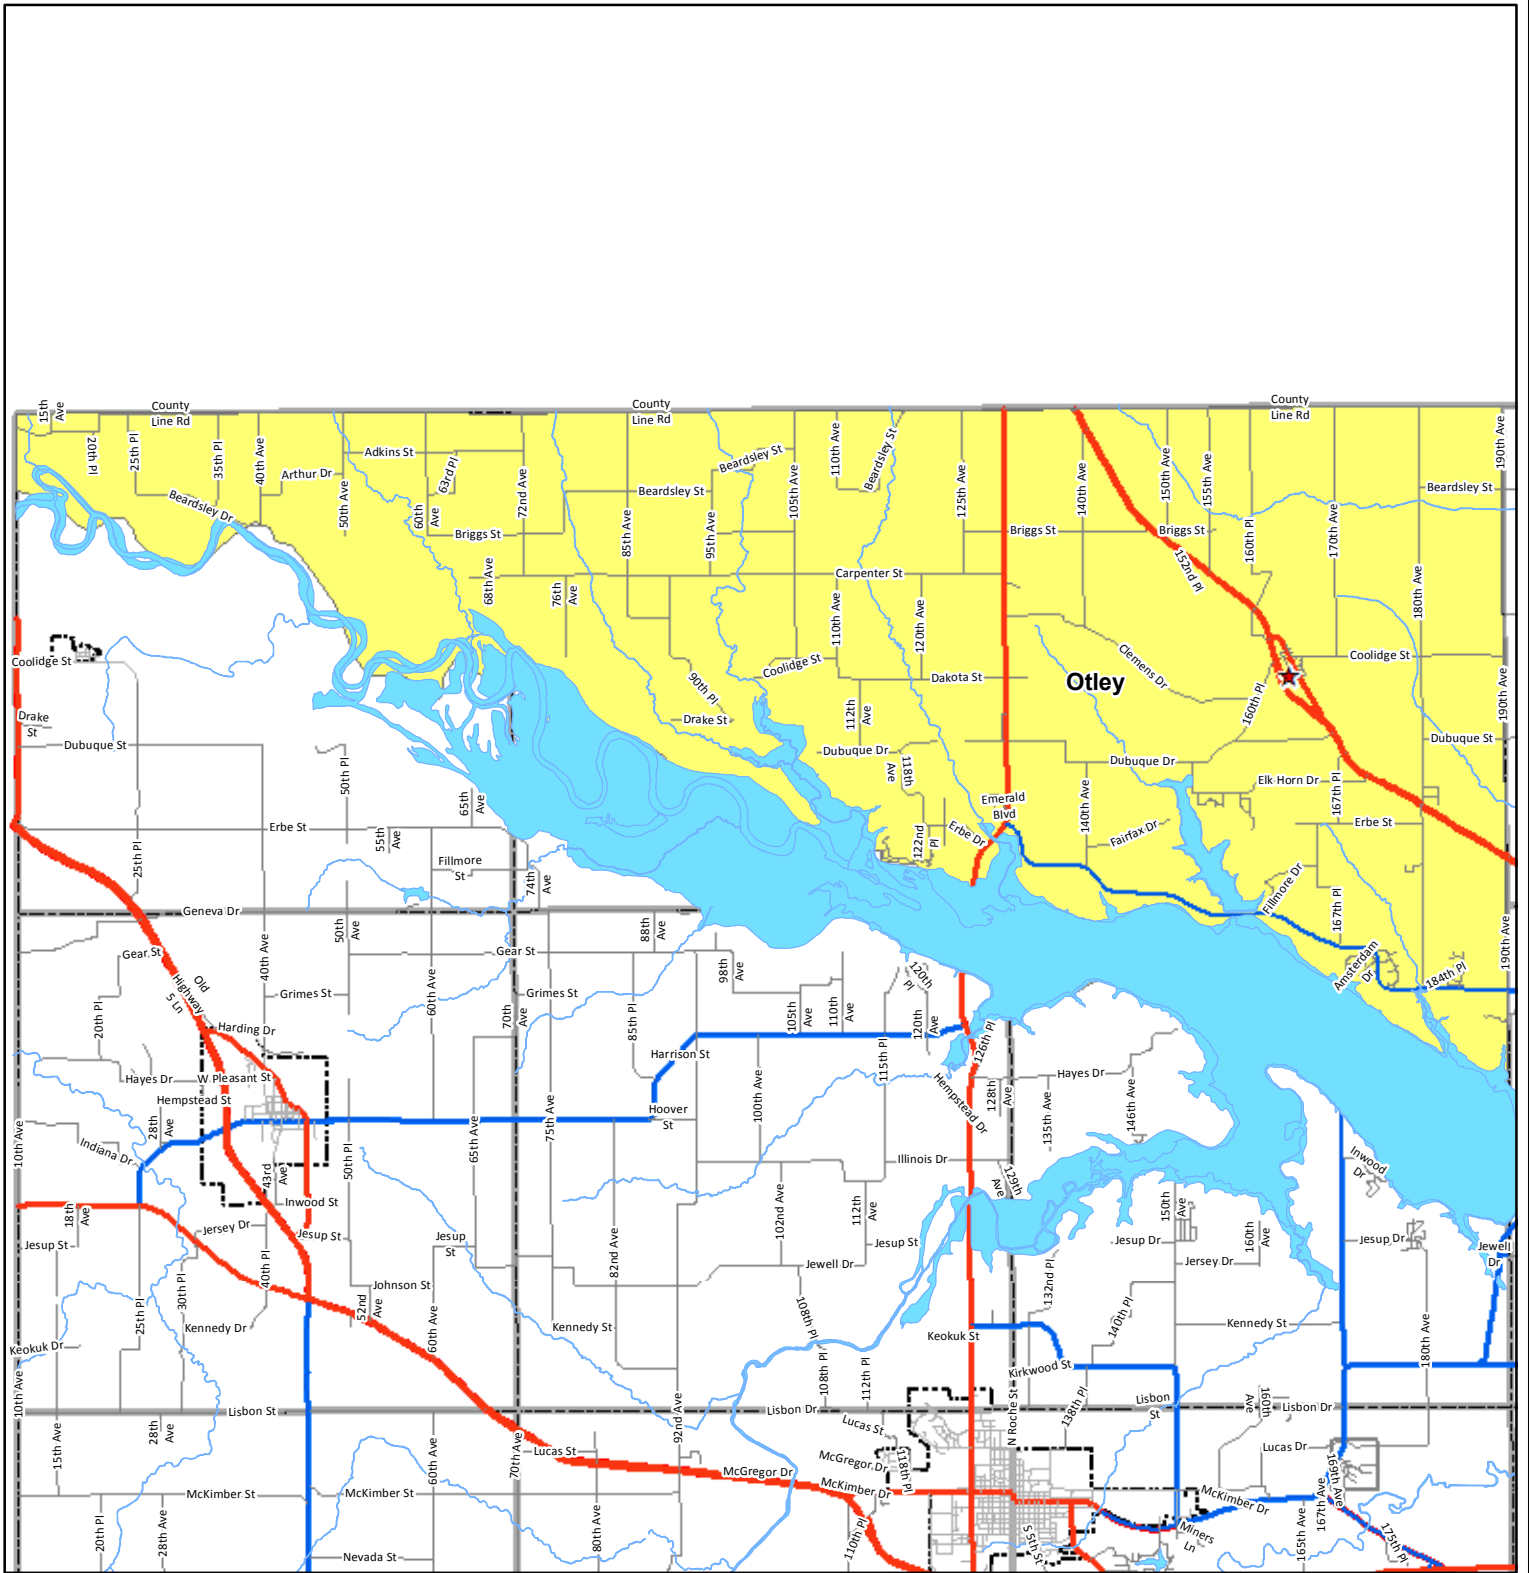 County
Line Rd
County
Line Rd
County
Line Rd
15th
Ave
20th Pl
25th Pl
35th Pl
40th Ave
Arthur Dr
Adkins St
50th Ave
60th
Ave
63rd Pl
72nd Ave
Beardsley Dr
Briggs St
Beardsley St
85th Ave
95th Ave
Beardsley St
105th Ave
110th Ave
Beardsley St
125th Ave
140th Ave
150th Ave
155th Ave
160th Pl
170th Ave
190th Ave
Beardsley St
Briggs St
Briggs St
152nd Pl
68th Ave
76th
Ave
Carpenter St
110th Ave
120th Ave
180th Ave
Coolidge St
Coolidge St
Coolidge St
90th Pl
Drake St
112th
Ave
Dakota St
Otley
Clemens Dr
160th Pl
190th Ave
Drake
St
Dubuque St
50th Pl
65th
Ave
Dubuque Dr
118th
Ave
Dubuque Dr
Dubuque St
Elk Horn Dr
167th Pl
Emerald
Blvd
Erbe Dr
122nd
Pl
140th Ave
Fairfax Dr
Erbe St
Erbe St
55th
Ave
25th Pl
Fillmore
St
74th
Ave
Fillmore Dr
167th Pl
Geneva Dr
Gear St
40th Ave
50th
Ave
Gear St
88th
Ave
98th
Ave
120th
Pl
Amsterdam
Dr
184th Pl
190th Ave
Old
Highway
5 Ln
Grimes St
60th Ave
70th
Ave
Grimes St
85th Pl
105th
Ave
110th
Ave
120th
Ave
20th Pl
Harding Dr
Harrison St
115th Pl
126th Pl
Hayes Dr
W Pleasant St
Hempstead St
28th
Ave
Hoover
St
100th Ave
Hempstead Dr
128th
Ave
Hayes Dr
135th Ave
146th Ave
10th Ave
Indiana Dr
43rd
Ave
50th Pl
65th Ave
75th Ave
Illinois Dr
129th
Ave
Inwood
Dr
18th
Ave
Inwood St
Jersey Dr
Jesup St
Jesup St
Jesup
St
82nd Ave
102nd Ave
112th
Ave
Jesup St
Jewell Dr
150th
Ave
Jesup Dr
Jersey Dr
160th
Ave
Jesup Dr
Jewell
Dr
40th Pl
30th Pl
25th Pl
Johnson St
52nd
Ave
60th Ave
Kennedy Dr
Kennedy St
108th Pl
132nd Pl
140th Pl
Kennedy St
180th Ave
Keokuk Dr
Keokuk St
10th Ave
108th Pl
112th Pl
Kirkwood St
Lisbon St
28th
Ave
92nd Ave
Lisbon Dr
N Roche St
138th Pl
Lisbon
St
160th
Ave
Lisbon Dr
15th Ave
60th Ave
70th Ave
Lucas St
Lucas St
Lucas Dr
McGregor Dr
McGregor Dr
118th Pl
McKimber Dr
169th Ave
McKimber St
McKimber St
McKimber Dr
167th
Ave
20th Pl
28th Ave
80th Ave
110th Pl
S 5th St
Miners
Ln
165th Ave
175th Pl
Nevada St